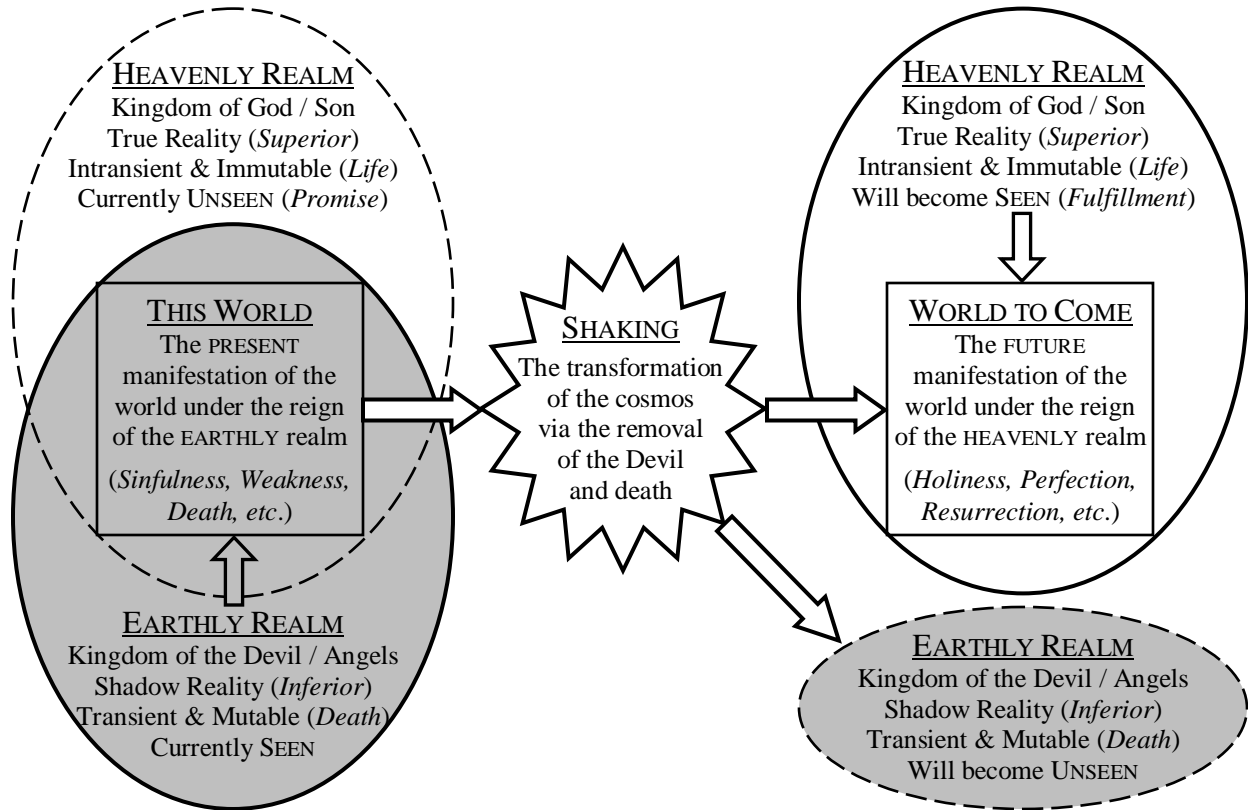 HEAVENLY REALM
Kingdom of God / Son
True Reality (Superior)
Intransient & Immutable (Life)
Currently UNSEEN (Promise)
THIS WORLD
The PRESENT
manifestation of the
world under the reign
of the EARTHLY realm
(Sinfulness, Weakness,
Death, etc.)
EARTHLY REALM
Kingdom of the Devil / Angels
Shadow Reality (Inferior)
Transient & Mutable (Death)
Currently SEEN
SHAKING
The transformation
of the cosmos
via the removal
of the Devil
and death
HEAVENLY REALM
Kingdom of God / Son
True Reality (Superior)
Intransient & Immutable (Life)
Will become SEEN (Fulfillment)
WORLD TO COME
The FUTURE
manifestation of the
world under the reign
of the HEAVENLY realm
(Holiness, Perfection,
Resurrection, etc.)
EARTHLY REALM
Kingdom of the Devil / Angels
Shadow Reality (Inferior)
Transient & Mutable (Death)
Will become UNSEEN